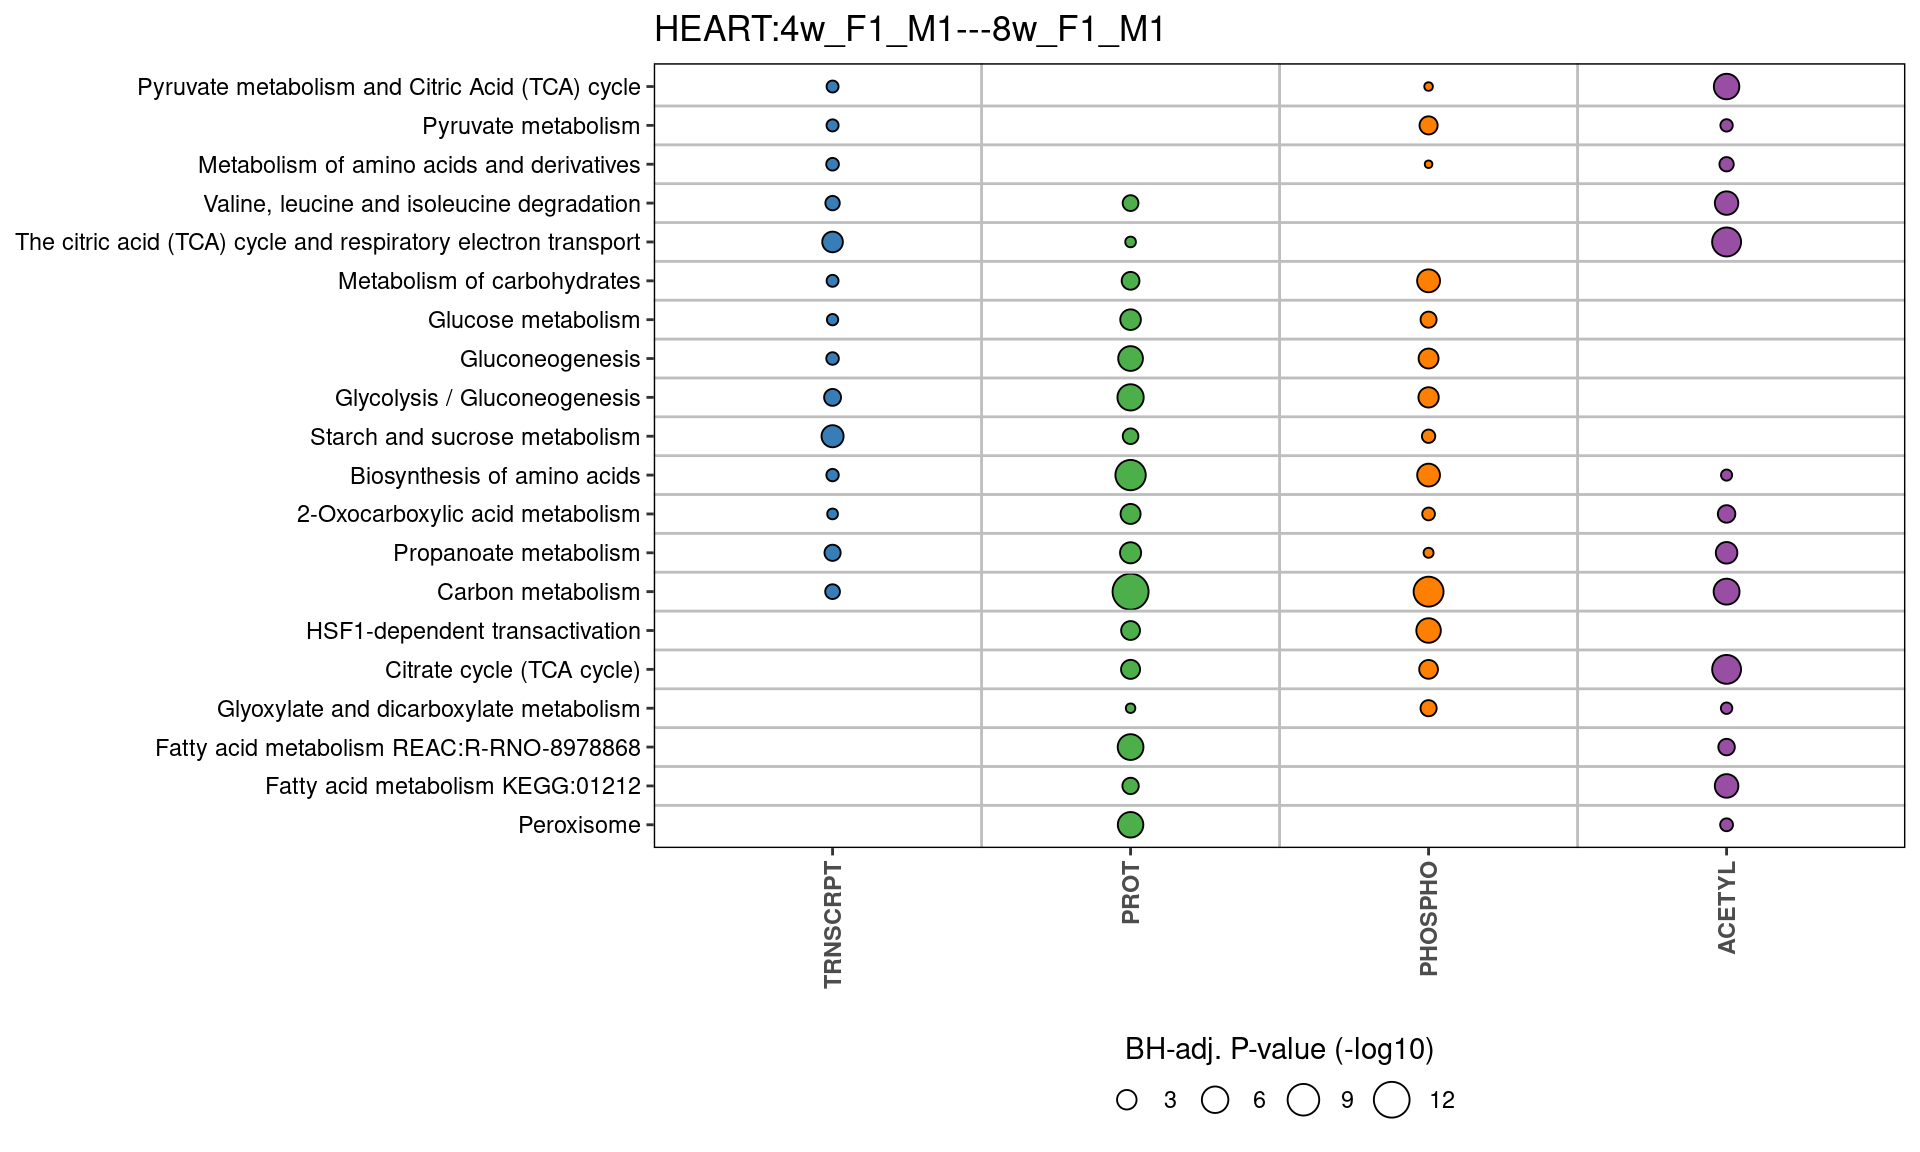 HEART:4w_F1_M1---8w_F1_M1
Pyruvate metabolism and Citric Acid (TCA) cycle
Pyruvate metabolism
Metabolism of amino acids and derivatives
Valine, leucine and isoleucine degradation
The citric acid (TCA) cycle and respiratory electron transport
Metabolism of carbohydrates
Glucose metabolism
Gluconeogenesis
Glycolysis / Gluconeogenesis
Starch and sucrose metabolism
Biosynthesis of amino acids
2-Oxocarboxylic acid metabolism
Propanoate metabolism
Carbon metabolism
HSF1-dependent transactivation
Citrate cycle (TCA cycle)
Glyoxylate and dicarboxylate metabolism
Fatty acid metabolism REAC:R-RNO-8978868
Fatty acid metabolism KEGG:01212
Peroxisome
TRNSCRPT
PROT
PHOSPHO
ACETYL
BH-adj. P-value (-log10)
3 6 9 12